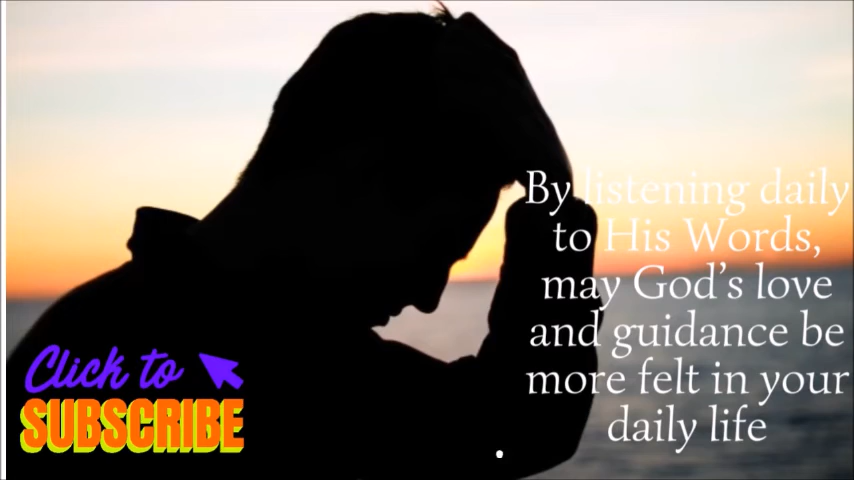 By listening daily
to His Words,
may God's love
and guidance be
more felt in your
daily life
Click to
SUBSCRIBE